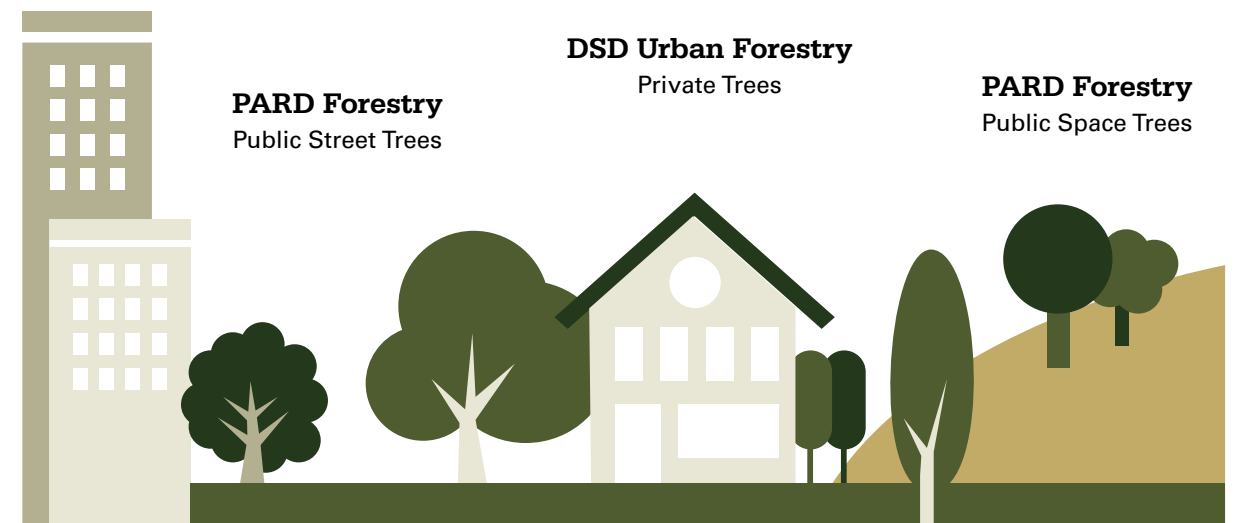 PARD Forestry
Public Street Trees
DSD Urban Forestry
Private Trees
PARD Forestry
Public Space Trees